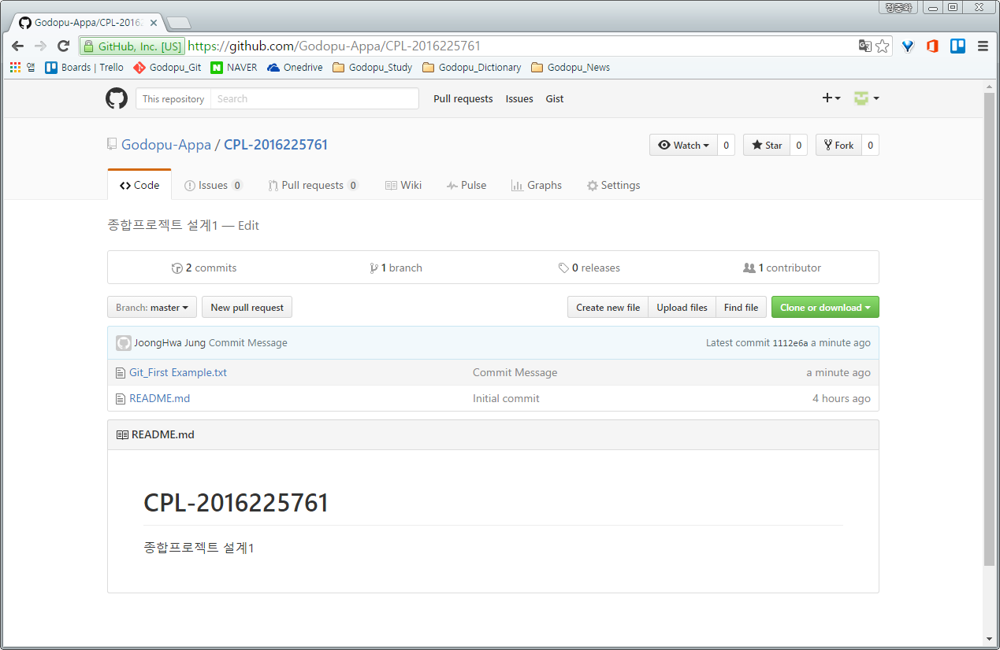 정중화
Godopu-Appa/CPL-2016
GitHub, Inc. [US] https://github.com/Godopu-Appa/CPL-2016225761
앱 Boards | Trello Godopu_Git NAVER Onedrive Godopu_Study Godopu_Dictionary Godopu_News
This repository Search Pull requests Issues Gist
Godopu-Appa / CPL-2016225761 Watch 0 Star 0 Fork 0
Code Issues 0 Pull requests 0 Wiki Pulse Graphs Settings
종합프로젝트 설계1 — Edit
2 commits 1 branch 0 releases 1 contributor
Branch: master New pull request Create new file Upload files Find file Clone or download
JoongHwa Jung Commit Message Latest commit 1112e6a a minute ago
Git_First Example.txt Commit Message a minute ago
README.md Initial commit 4 hours ago
README.md
CPL-2016225761
종합프로젝트 설계1